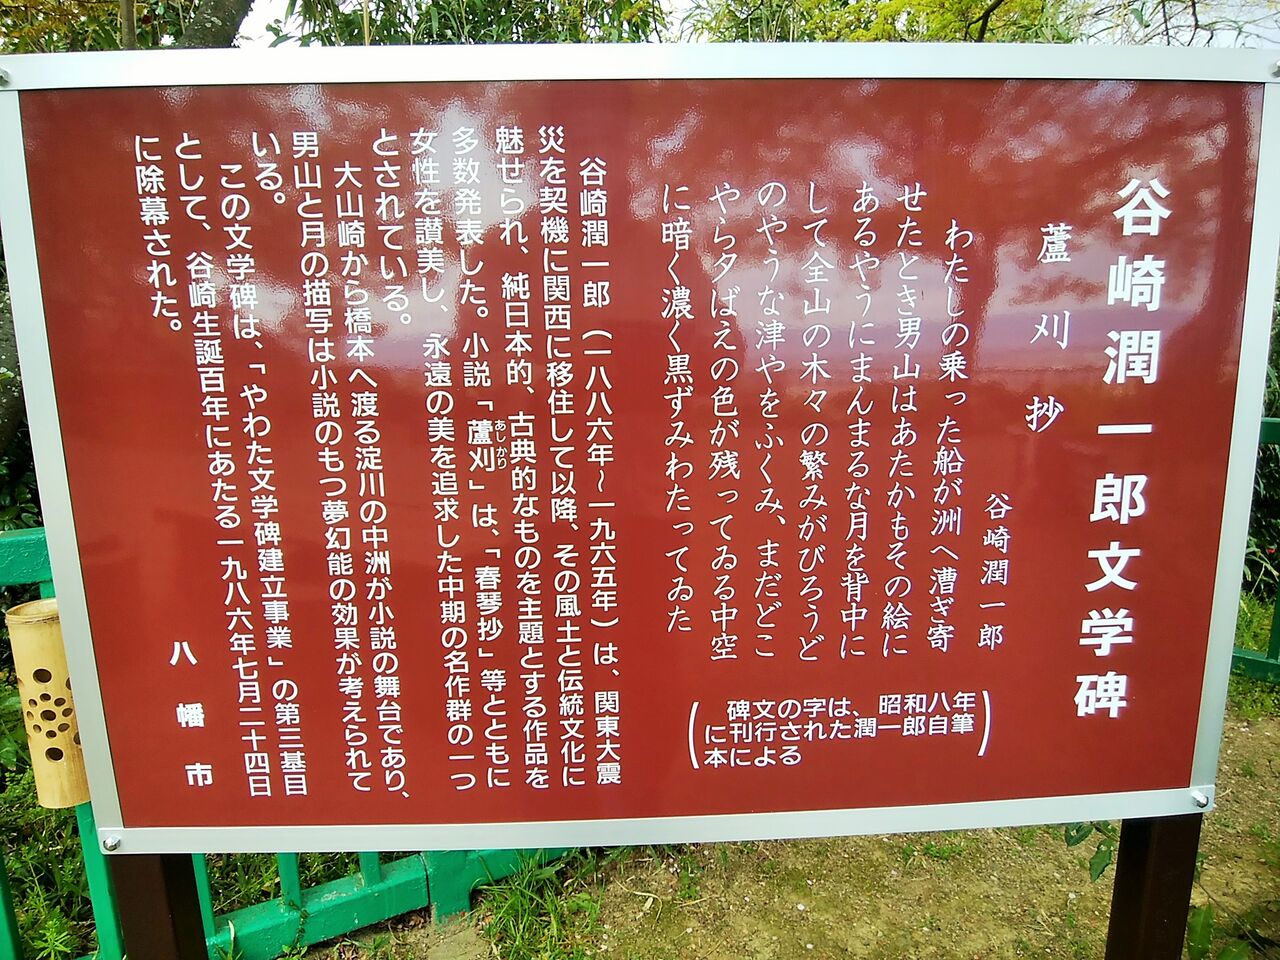 谷崎潤一郎文学碑
蘆刈抄
谷崎潤一郎
わたしの乗った船が洲へ漕ぎ寄
せたとき男山はあたかもその絵に
あるやうにまんまるな月を背中に
して全山の木々の繁みがびろうど
のやうな津やをふくみ、まだどこ
やら夕ばえの色が残ってゐる中空
に暗く濃く黒ずみわたってゐた
（碑文の字は、昭和八年
に刊行された潤一郎自筆
本による）
谷崎潤一郎（一八八六年～一九六五年）は、関東大震
災を契機に関西に移住して以降、その風土と伝統文化に
魅せられ、純日本的、古典的なものを主題とする作品を
多数発表した。小説「蘆刈」は、「春琴抄」等とともに
あしかり
女性を讃美し、永遠の美を追求した中期の名作群の一つ
とされている。
大山崎から橋本へ渡る淀川の中洲が小説の舞台であり、
男山と月の描写は小説のもつ夢幻能の効果が考えられて
いる。
この文学碑は、「やわた文学碑建立事業」の第三基目
として、谷崎生誕百年にあたる一九八六年七月二十四日
に除幕された。
八幡市